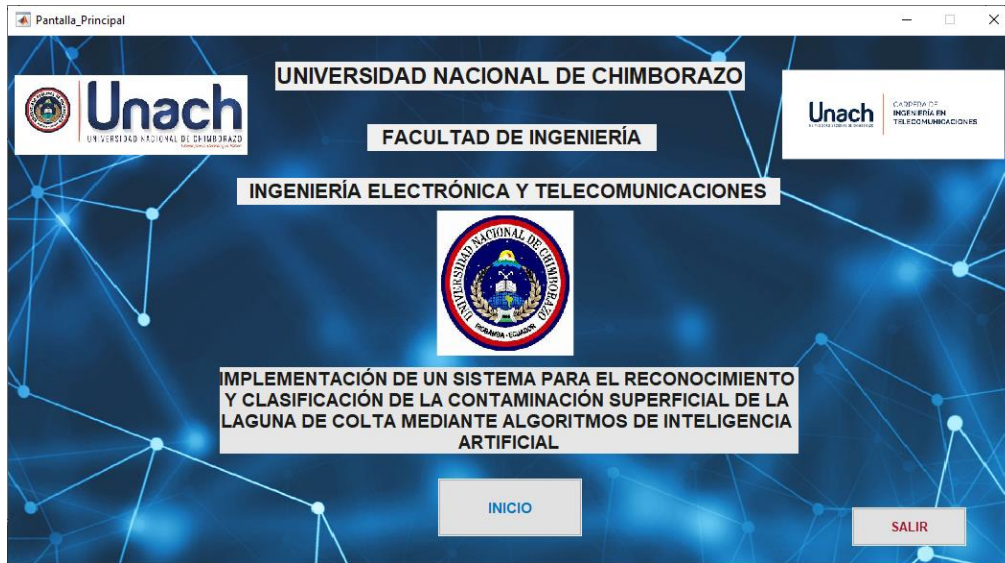 Pantalla_Principal
UNIVERSIDAD NACIONAL DE CHIMBORAZO
Unach
UNIVERSIDAD NACIONAL DE CHIMBORAZO
Unach
CARRERA DE
INGENIERÍA EN
TELECOMUNICACIONES
FACULTAD DE INGENIERÍA
INGENIERÍA ELECTRÓNICA Y TELECOMUNICACIONES
UNIVERSIDAD NACIONAL DE CHIMBORAZO
RIOBAMBA - ECUADOR
IMPLEMENTACIÓN DE UN SISTEMA PARA EL RECONOCIMIENTO
Y CLASIFICACIÓN DE LA CONTAMINACIÓN SUPERFICIAL DE LA
LAGUNA DE COLTA MEDIANTE ALGORITMOS DE INTELIGENCIA
ARTIFICIAL
INICIO
SALIR